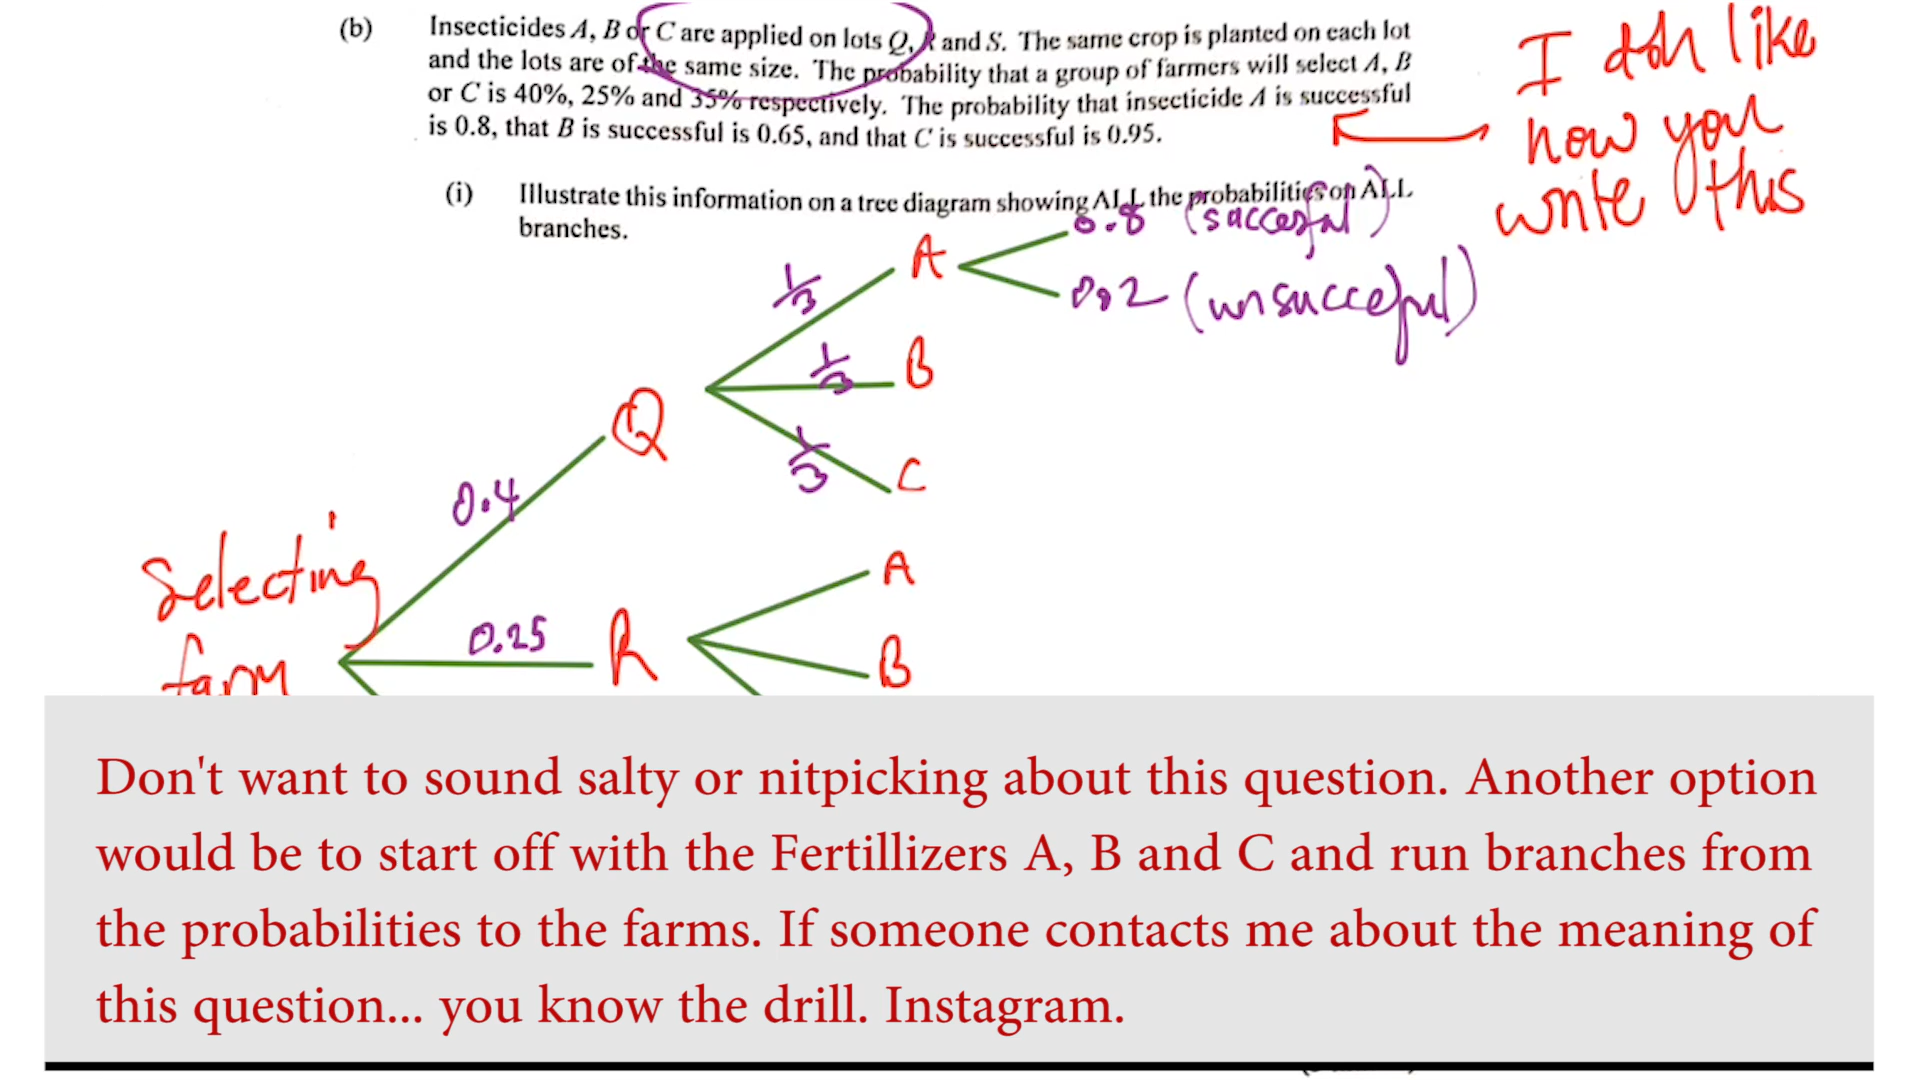 (b) Insecticides A, B or C are applied on lots Q, R and S. The same crop is planted on each lot
and the lots are of the same size. The probability that a group of farmers will select A, B
or C is 40%, 25% and 35% respectively. The probability that insecticide A is successful
is 0.8, that B is successful is 0.65, and that C is successful is 0.95.
I doh like
how you
write this
(i) Illustrate this information on a tree diagram showing ALL the probabilities on ALL
branches.
0.8 (succesful)
A
0.2 (unsucceful)
1/3
1/3
B
Q
1/3
C
0.4
Selecting
farm
A
0.25
R
B
Don't want to sound salty or nitpicking about this question. Another option
would be to start off with the Fertillizers A, B and C and run branches from
the probabilities to the farms. If someone contacts me about the meaning of
this question... you know the drill. Instagram.